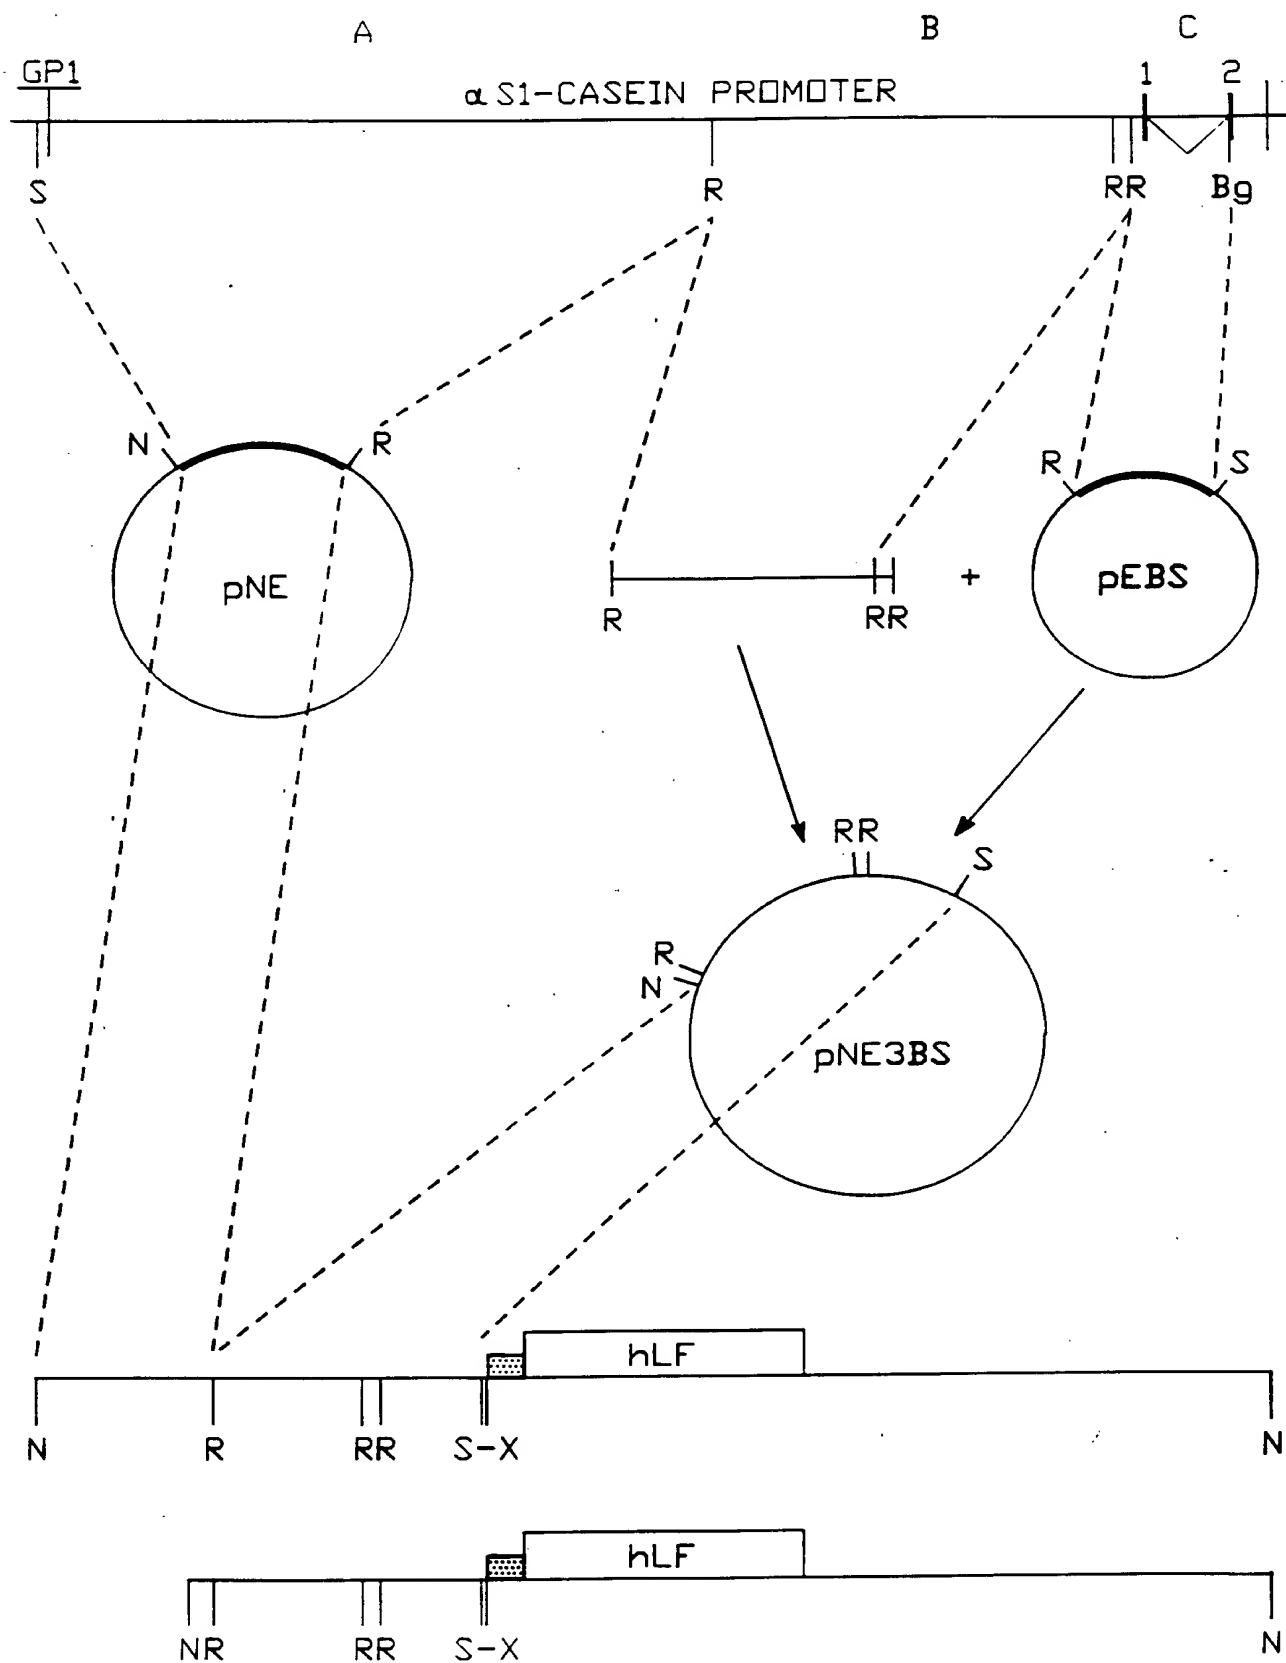 A B C
GP1 1 2
α S1-CASEIN PROMOTER
S R RR Bg
N R R S
pNE + pEBS
R RR
RR S
R
N
pNE3BS
hLF
N R RR S-X N
hLF
NR RR S-X N